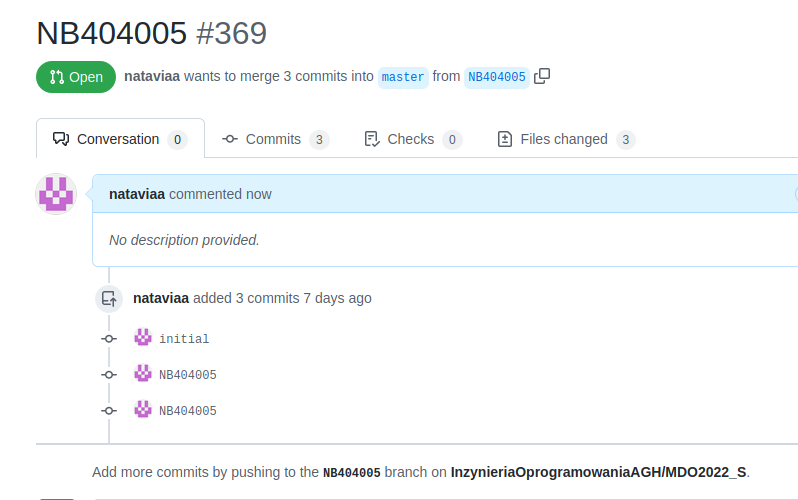 NB404005 #369
Open nataviaa wants to merge 3 commits into master from NB404005
Conversation 0 Commits 3 Checks 0 Files changed 3
nataviaa commented now
No description provided.
nataviaa added 3 commits 7 days ago
initial
NB404005
NB404005
Add more commits by pushing to the NB404005 branch on InzynieriaOprogramowaniaAGH/MDO2022_S.